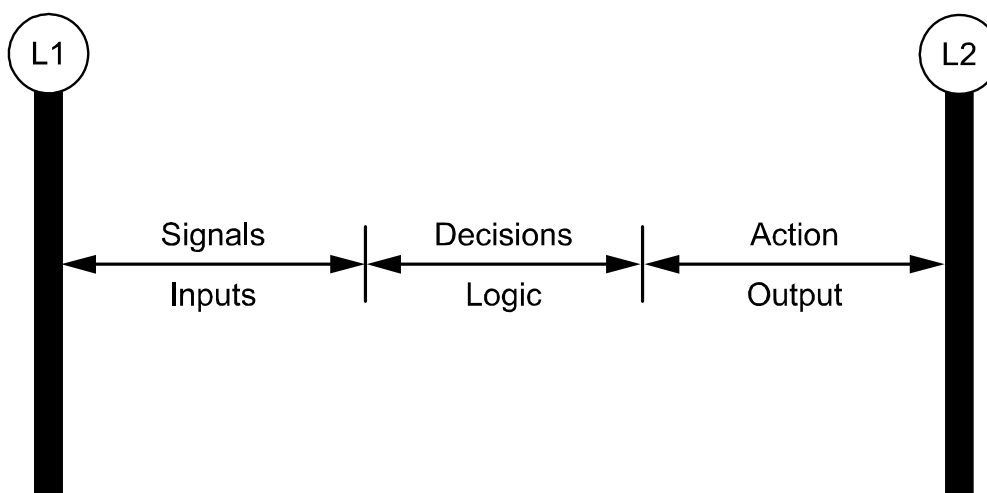 L1
L2
Signals
Decisions
Action
Inputs
Logic
Output